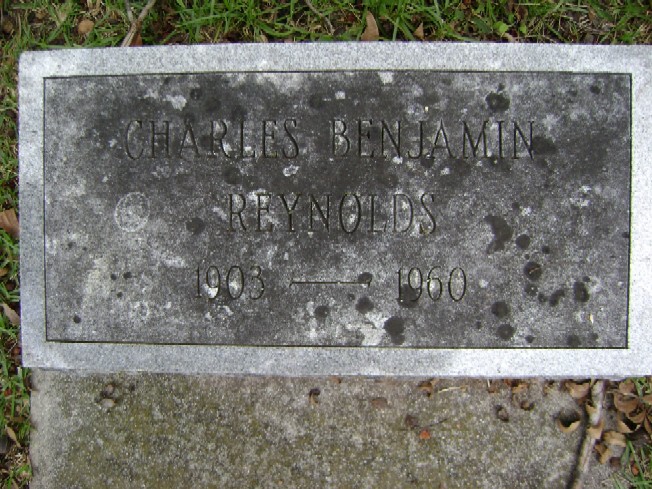 CHARLES BENJAMIN
REYNOLDS
1903 — 1960